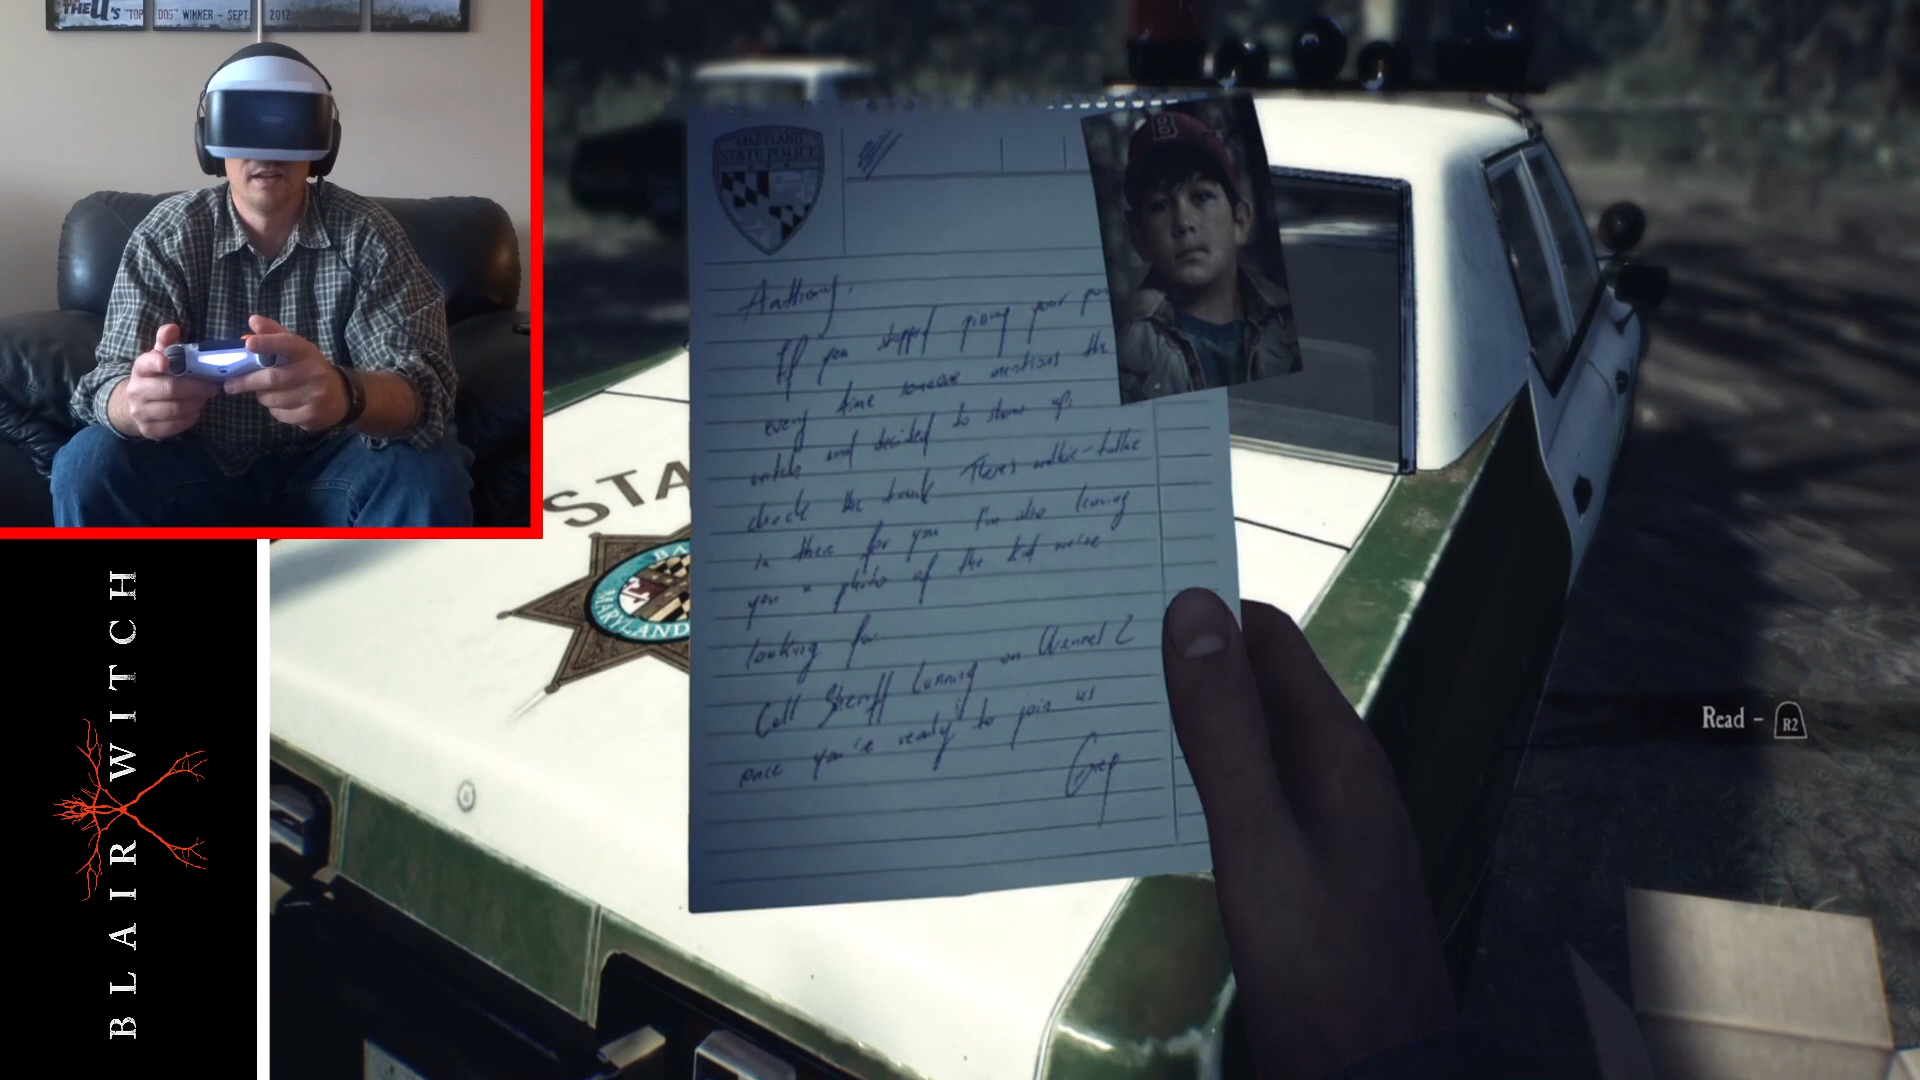 THE U'S "TOP DOG" WINNER - SEPT. 2012
MARYLAND
STATE POLICE
Anthony,
If you stopped giving your
every time someone mentions the
witch and decided to show up,
check the trunk There's walkie-talkie
in there for you I'm also leaving
you a photo of the kid we're
looking for
Call Sheriff Lanning on Channel 2
once you're ready to join us
Greg
B
STA
BA
MARYLAND
Read - R2
BLAIR WITCH